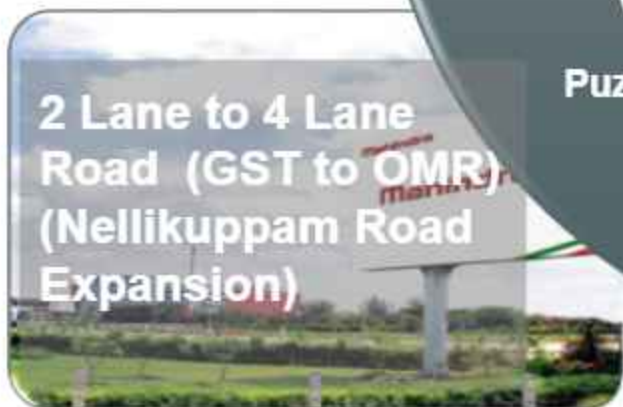 2 Lane to 4 Lane
Road (GST to OMR)
(Nellikuppam Road
Expansion)
Puz